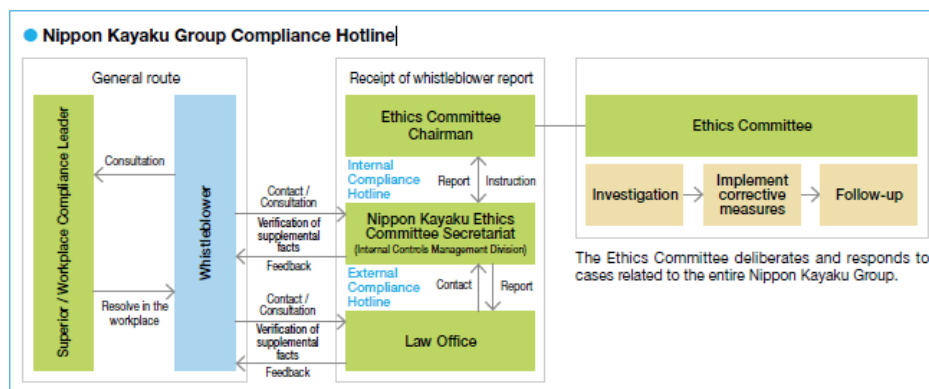 Nippon Kayaku Group Compliance Hotline
General route
Superior / Workplace Compliance Leader
Consultation
Resolve in the
workplace
Whistleblower
Contact /
Consultation
Verification of
supplemental
facts
Feedback
Contact /
Consultation
Verification of
supplemental
facts
Feedback
Receipt of whistleblower report
Ethics Committee
Chairman
Internal
Compliance
Hotline
Report
Instruction
Nippon Kayaku Ethics
Committee Secretariat
(Internal Controls Management Division)
External
Compliance
Hotline
Contact
Report
Law Office
Ethics Committee
Investigation
Implement
corrective
measures
Follow-up
The Ethics Committee deliberates and responds to
cases related to the entire Nippon Kayaku Group.